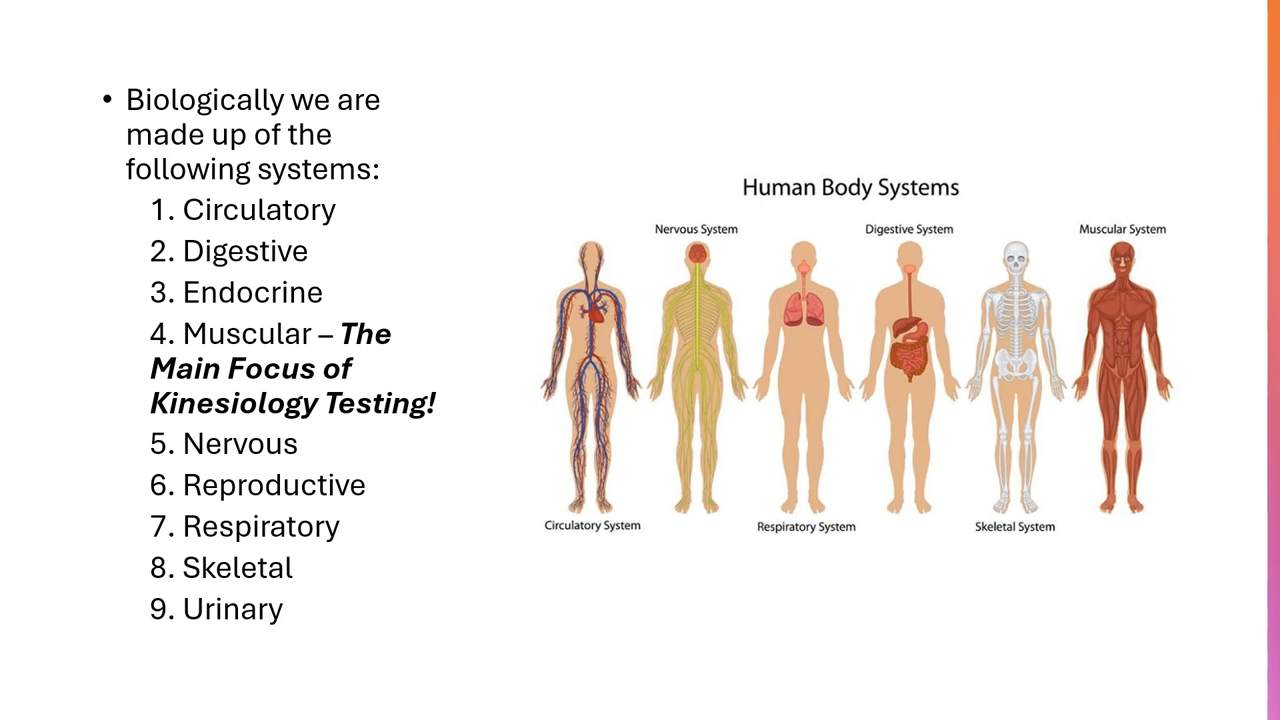 • Biologically we are
made up of the
following systems:
1. Circulatory
2. Digestive
3. Endocrine
4. Muscular – The
Main Focus of
Kinesiology Testing!
5. Nervous
6. Reproductive
7. Respiratory
8. Skeletal
9. Urinary
Human Body Systems
Nervous System
Digestive System
Muscular System
Circulatory System
Respiratory System
Skeletal System